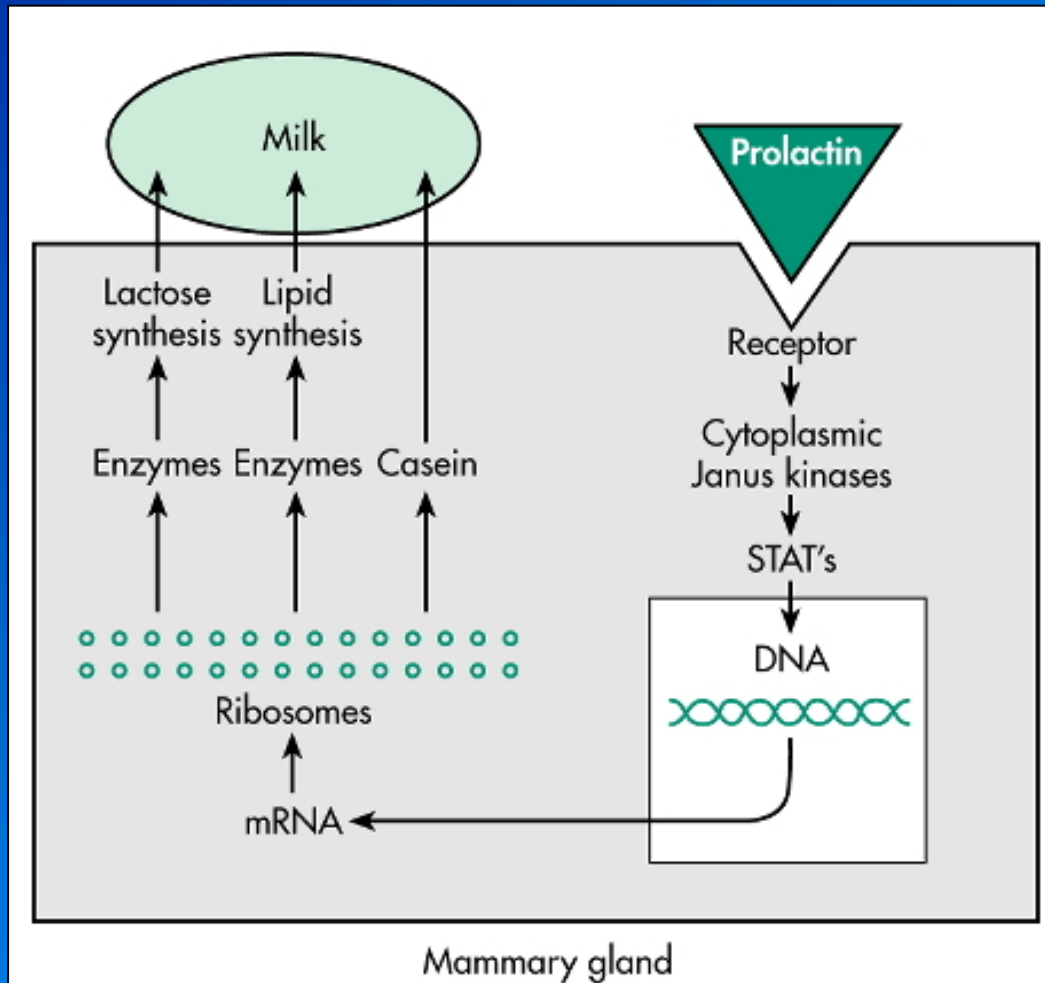 Milk
Prolactin
Lactose
synthesis
Lipid
synthesis
Receptor
Cytoplasmic
Janus kinases
Enzymes
Enzymes
Casein
STAT's
DNA
Ribosomes
mRNA
Mammary gland